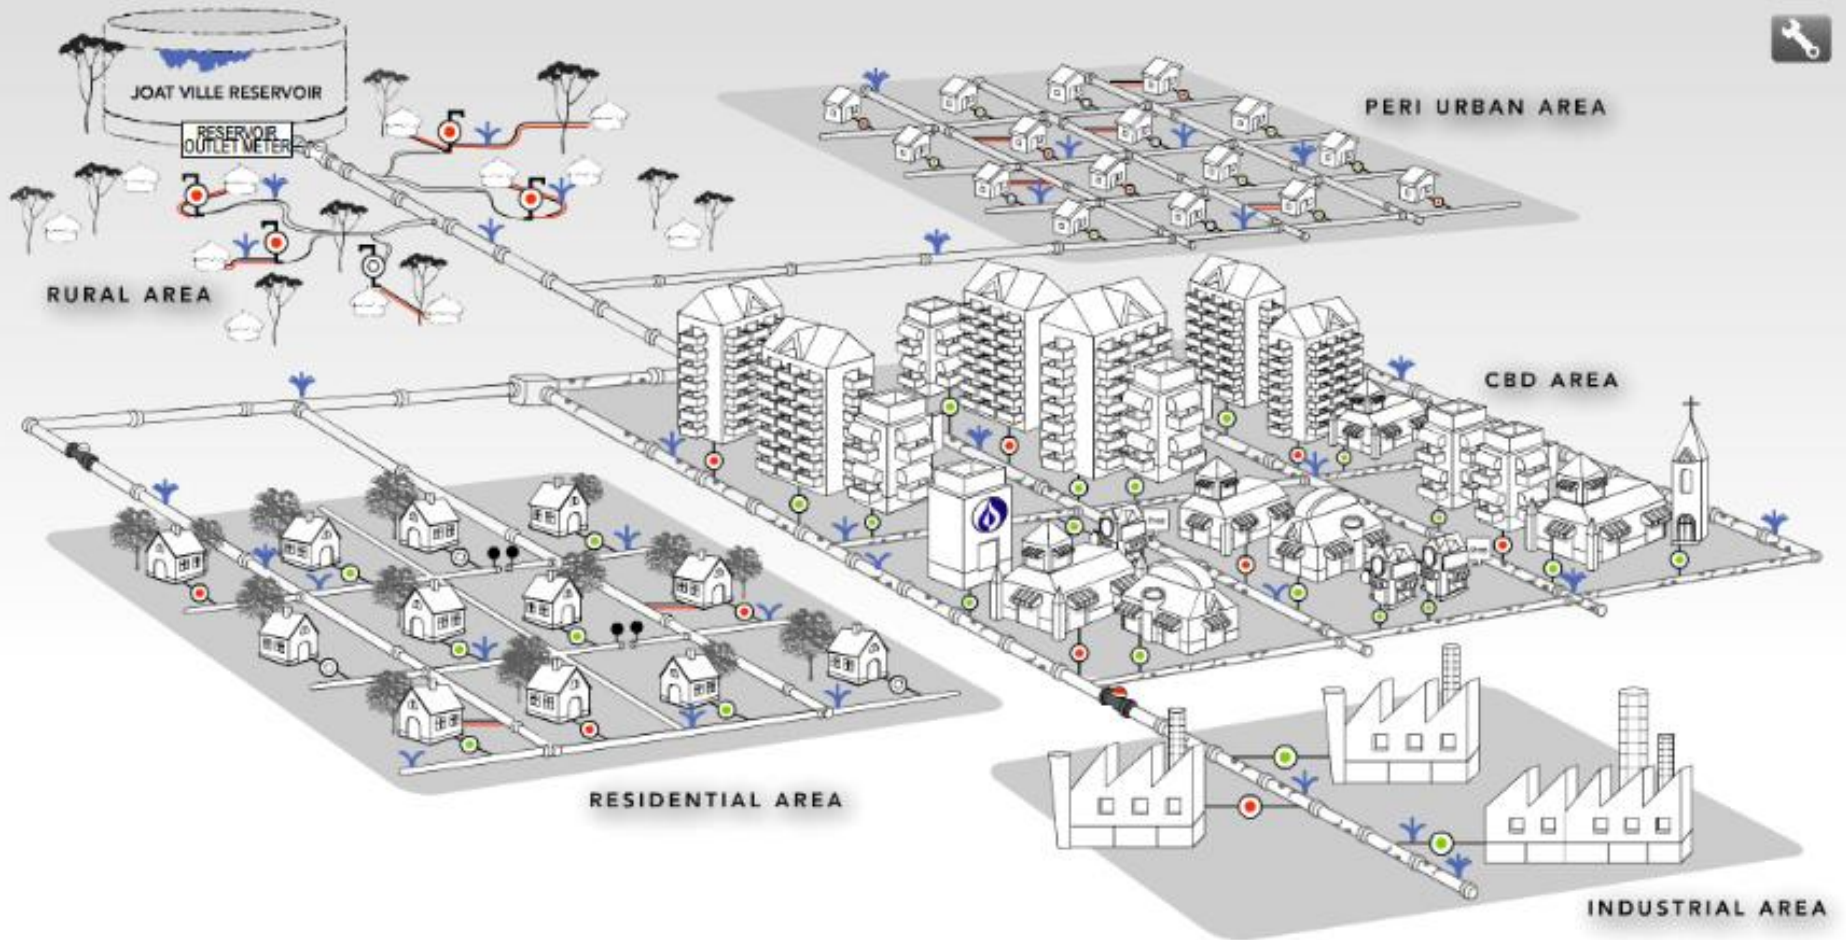 JOAT VILLE RESERVOIR
RESERVOIR
OUTLET METER
PERI URBAN AREA
RURAL AREA
CBD AREA
RESIDENTIAL AREA
INDUSTRIAL AREA